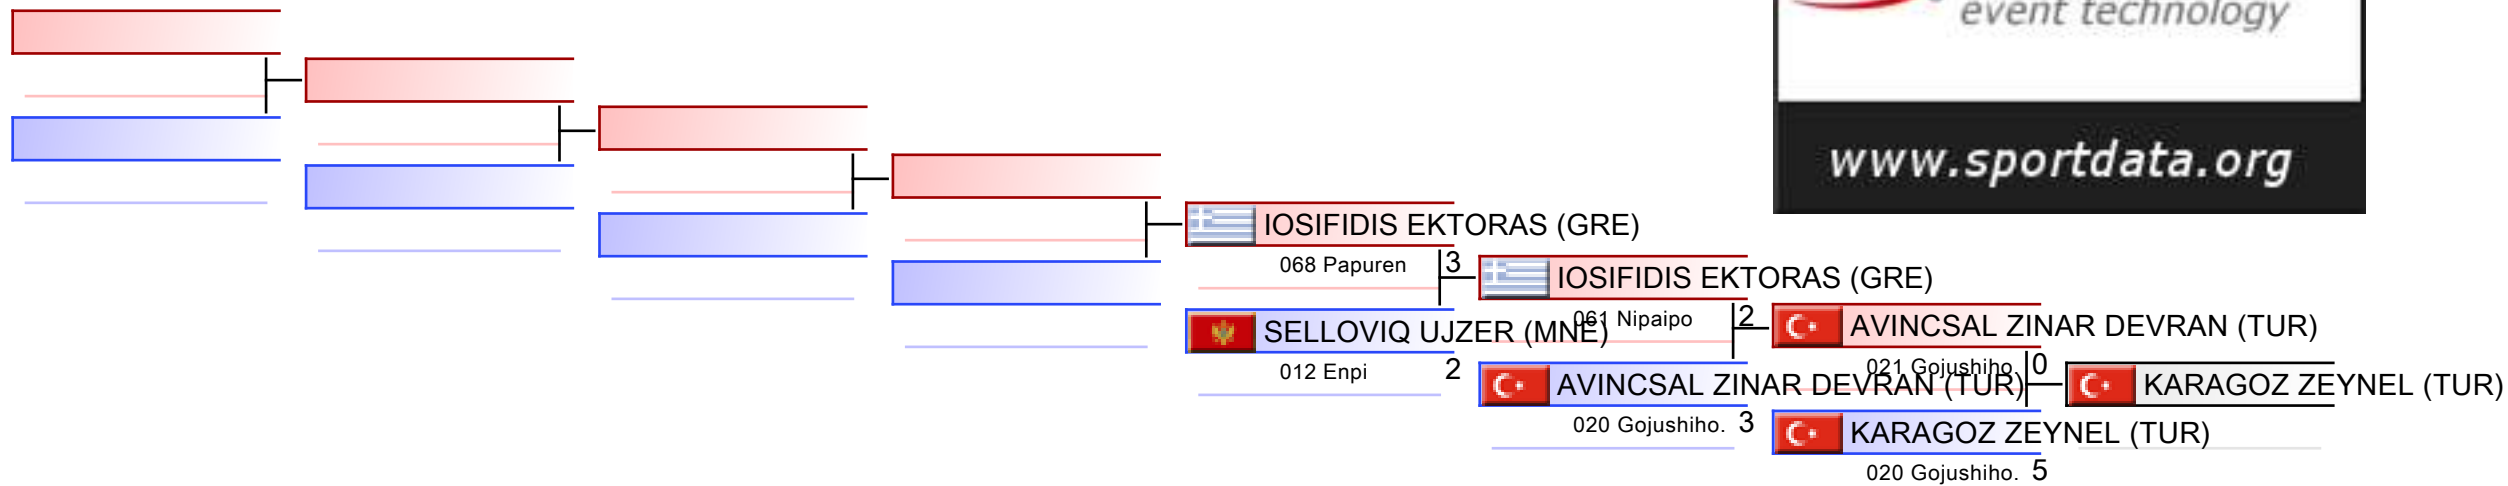 event technology
www.sportdata.org
IOSIFIDIS EKTORAS (GRE)
068 Papuren 3
SELLOVIQ UJZER (MNE)
012 Enpi 2
IOSIFIDIS EKTORAS (GRE)
061 Nipaipo 2
AVINCSAL ZINAR DEVRAN (TUR)
020 Gojushiho. 3
AVINCSAL ZINAR DEVRAN (TUR)
021 Gojushiho. 0
KARAGOZ ZEYNEL (TUR)
020 Gojushiho. 5
KARAGOZ ZEYNEL (TUR)